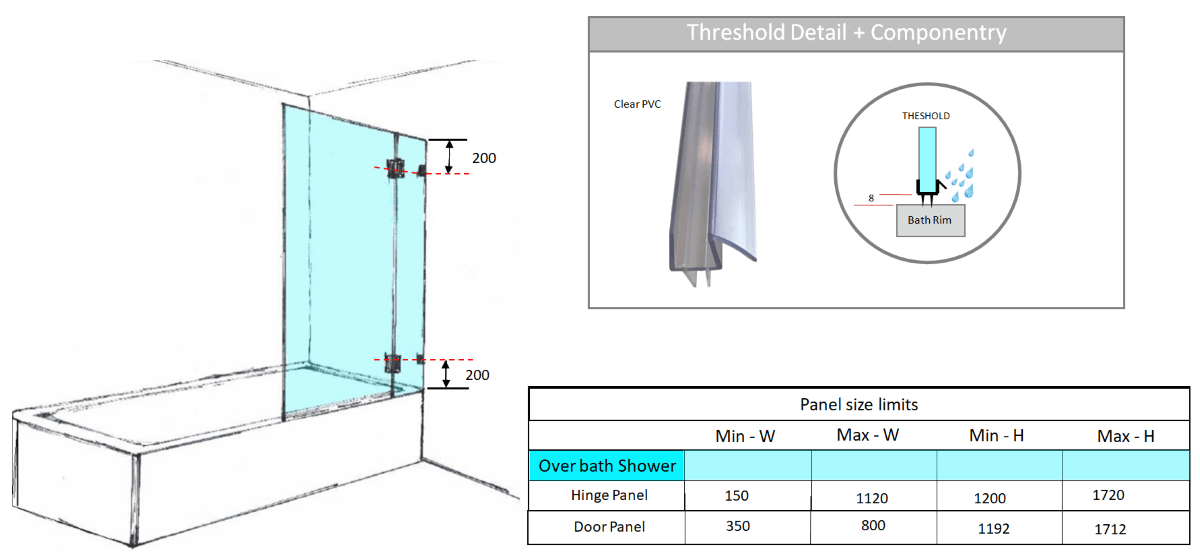 Threshold Detail + Componentry
Clear PVC
THESHOLD
8
Bath Rim
200
200
Panel size limits
Min - W Max - W Min - H Max - H
Over bath Shower
Hinge Panel 150 1120 1200 1720
Door Panel 350 800 1192 1712